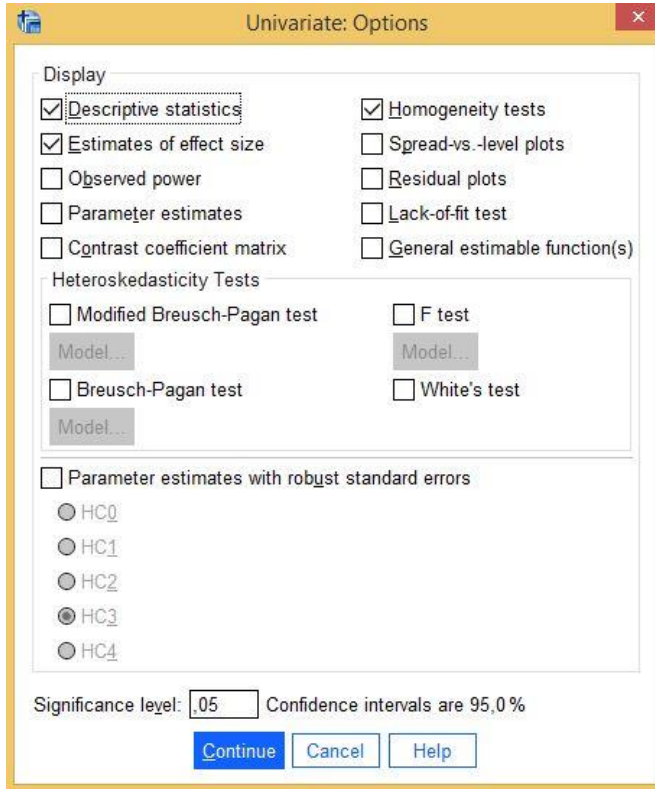 Univariate: Options
Display
Descriptive statistics
Homogeneity tests
Estimates of effect size
Spread-vs.-level plots
Observed power
Residual plots
Parameter estimates
Lack-of-fit test
Contrast coefficient matrix
General estimable function(s)
Heteroskedasticity Tests
Modified Breusch-Pagan test
F test
Model...
Model...
Breusch-Pagan test
White's test
Model...
Parameter estimates with robust standard errors
HC0
HC1
HC2
HC3
HC4
Significance level: ,05 Confidence intervals are 95,0 %
Continue Cancel Help